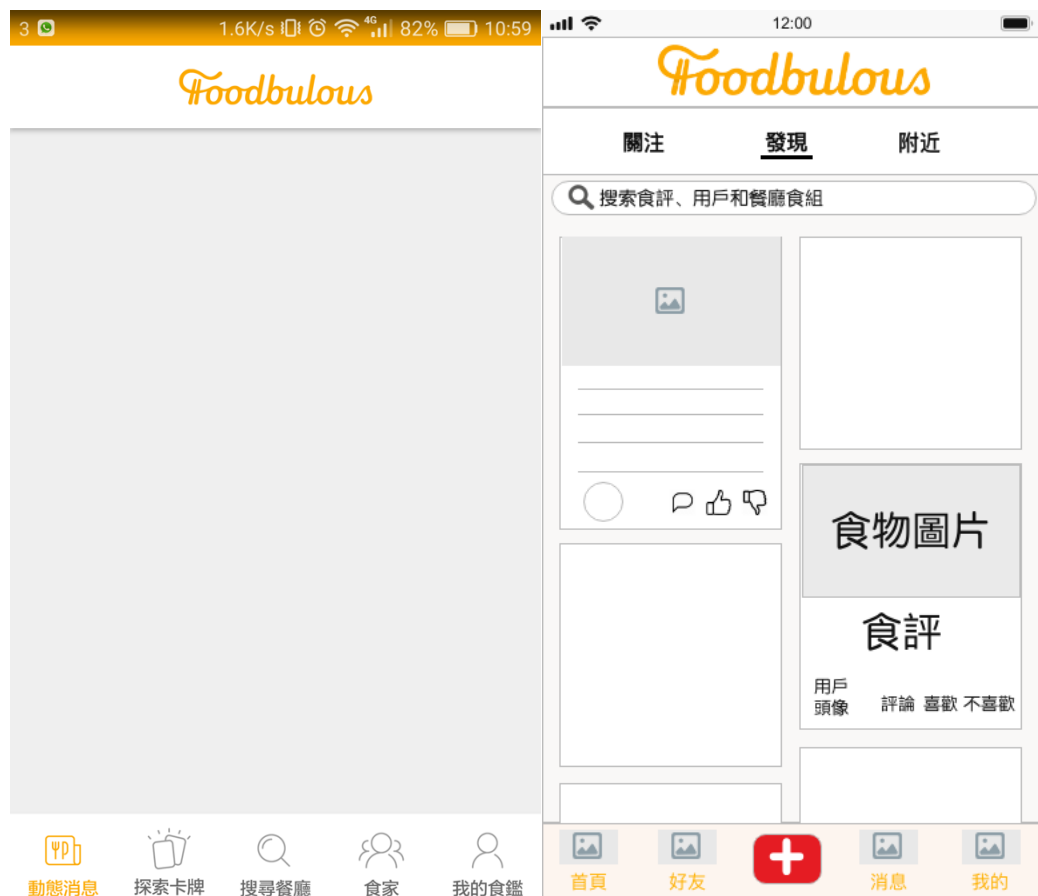 3 1.6K/s 4G 82% 10:59
Foodbulous
動態消息 探索卡牌 搜尋餐廳 食家 我的食鑑
12:00
Foodbulous
關注 發現 附近
搜索食評、用戶和餐廳食組
食物圖片
食評
用戶
頭像
評論 喜歡 不喜歡
首頁 好友 消息 我的